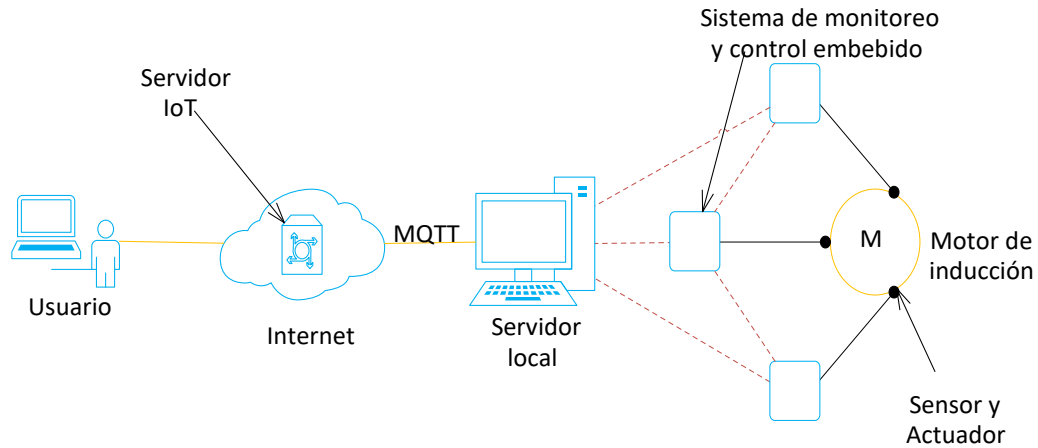 Sistema de monitoreo
y control embebido
Servidor
IoT
MQTT
M
Motor de
inducción
Usuario
Internet
Servidor
local
Sensor y
Actuador